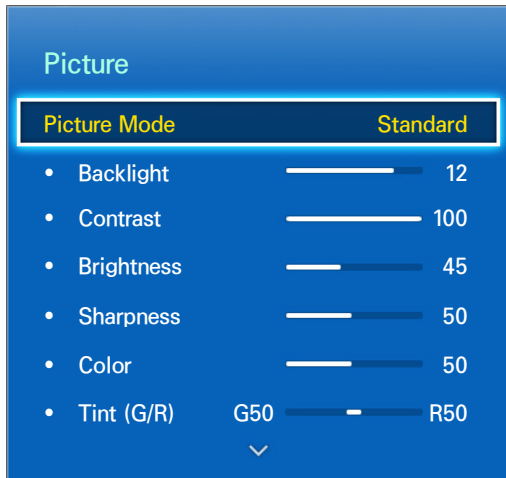 Picture
Picture Mode Standard
• Backlight 12
• Contrast 100
• Brightness 45
• Sharpness 50
• Color 50
• Tint (G/R) G50 R50